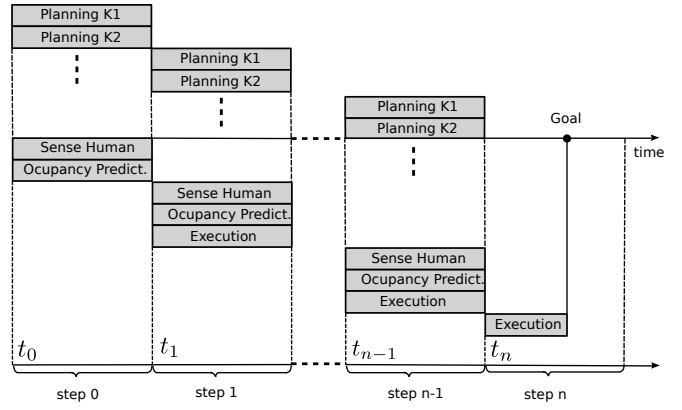 Planning K1
Planning K2
Planning K1
Planning K2
Planning K1
Planning K2
Goal
time
Sense Human
Ocupancy Predict.
Sense Human
Ocupancy Predict.
Execution
Sense Human
Ocupancy Predict.
Execution
Execution
t0
t1
tn−1
tn
step 0
step 1
step n-1
step n